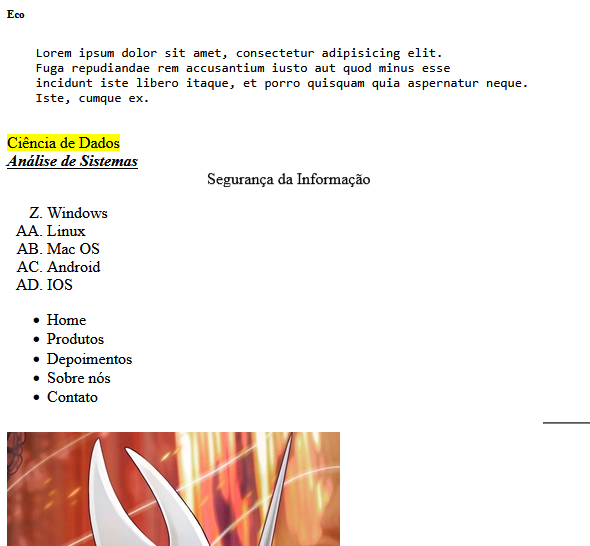 Eco
Lorem ipsum dolor sit amet, consectetur adipisicing elit.
Fuga repudiandae rem accusantium iusto aut quod minus esse
incidunt iste libero itaque, et porro quisquam quia aspernatur neque.
Iste, cumque ex.
Ciência de Dados
Análise de Sistemas
Segurança da Informação
Z. Windows
AA. Linux
AB. Mac OS
AC. Android
AD. IOS
• Home
• Produtos
• Depoimentos
• Sobre nós
• Contato